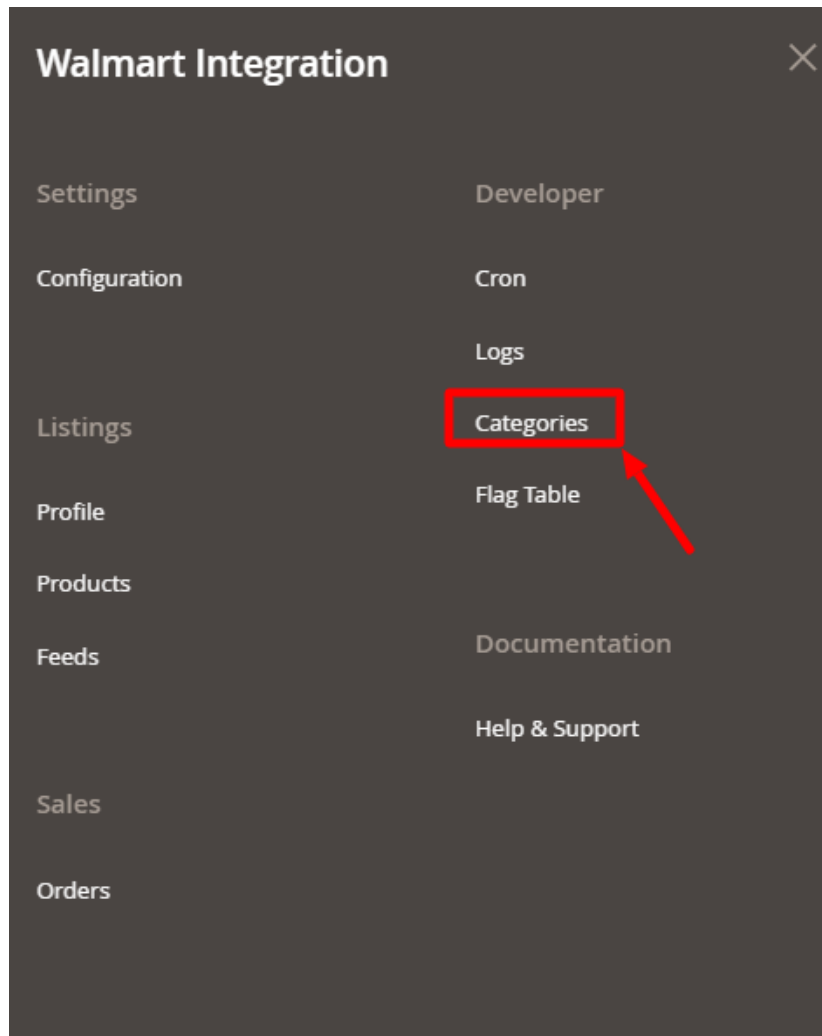 Walmart Integration
Settings
Configuration
Listings
Profile
Products
Feeds
Sales
Orders
Developer
Cron
Logs
Categories
Flag Table
Documentation
Help & Support